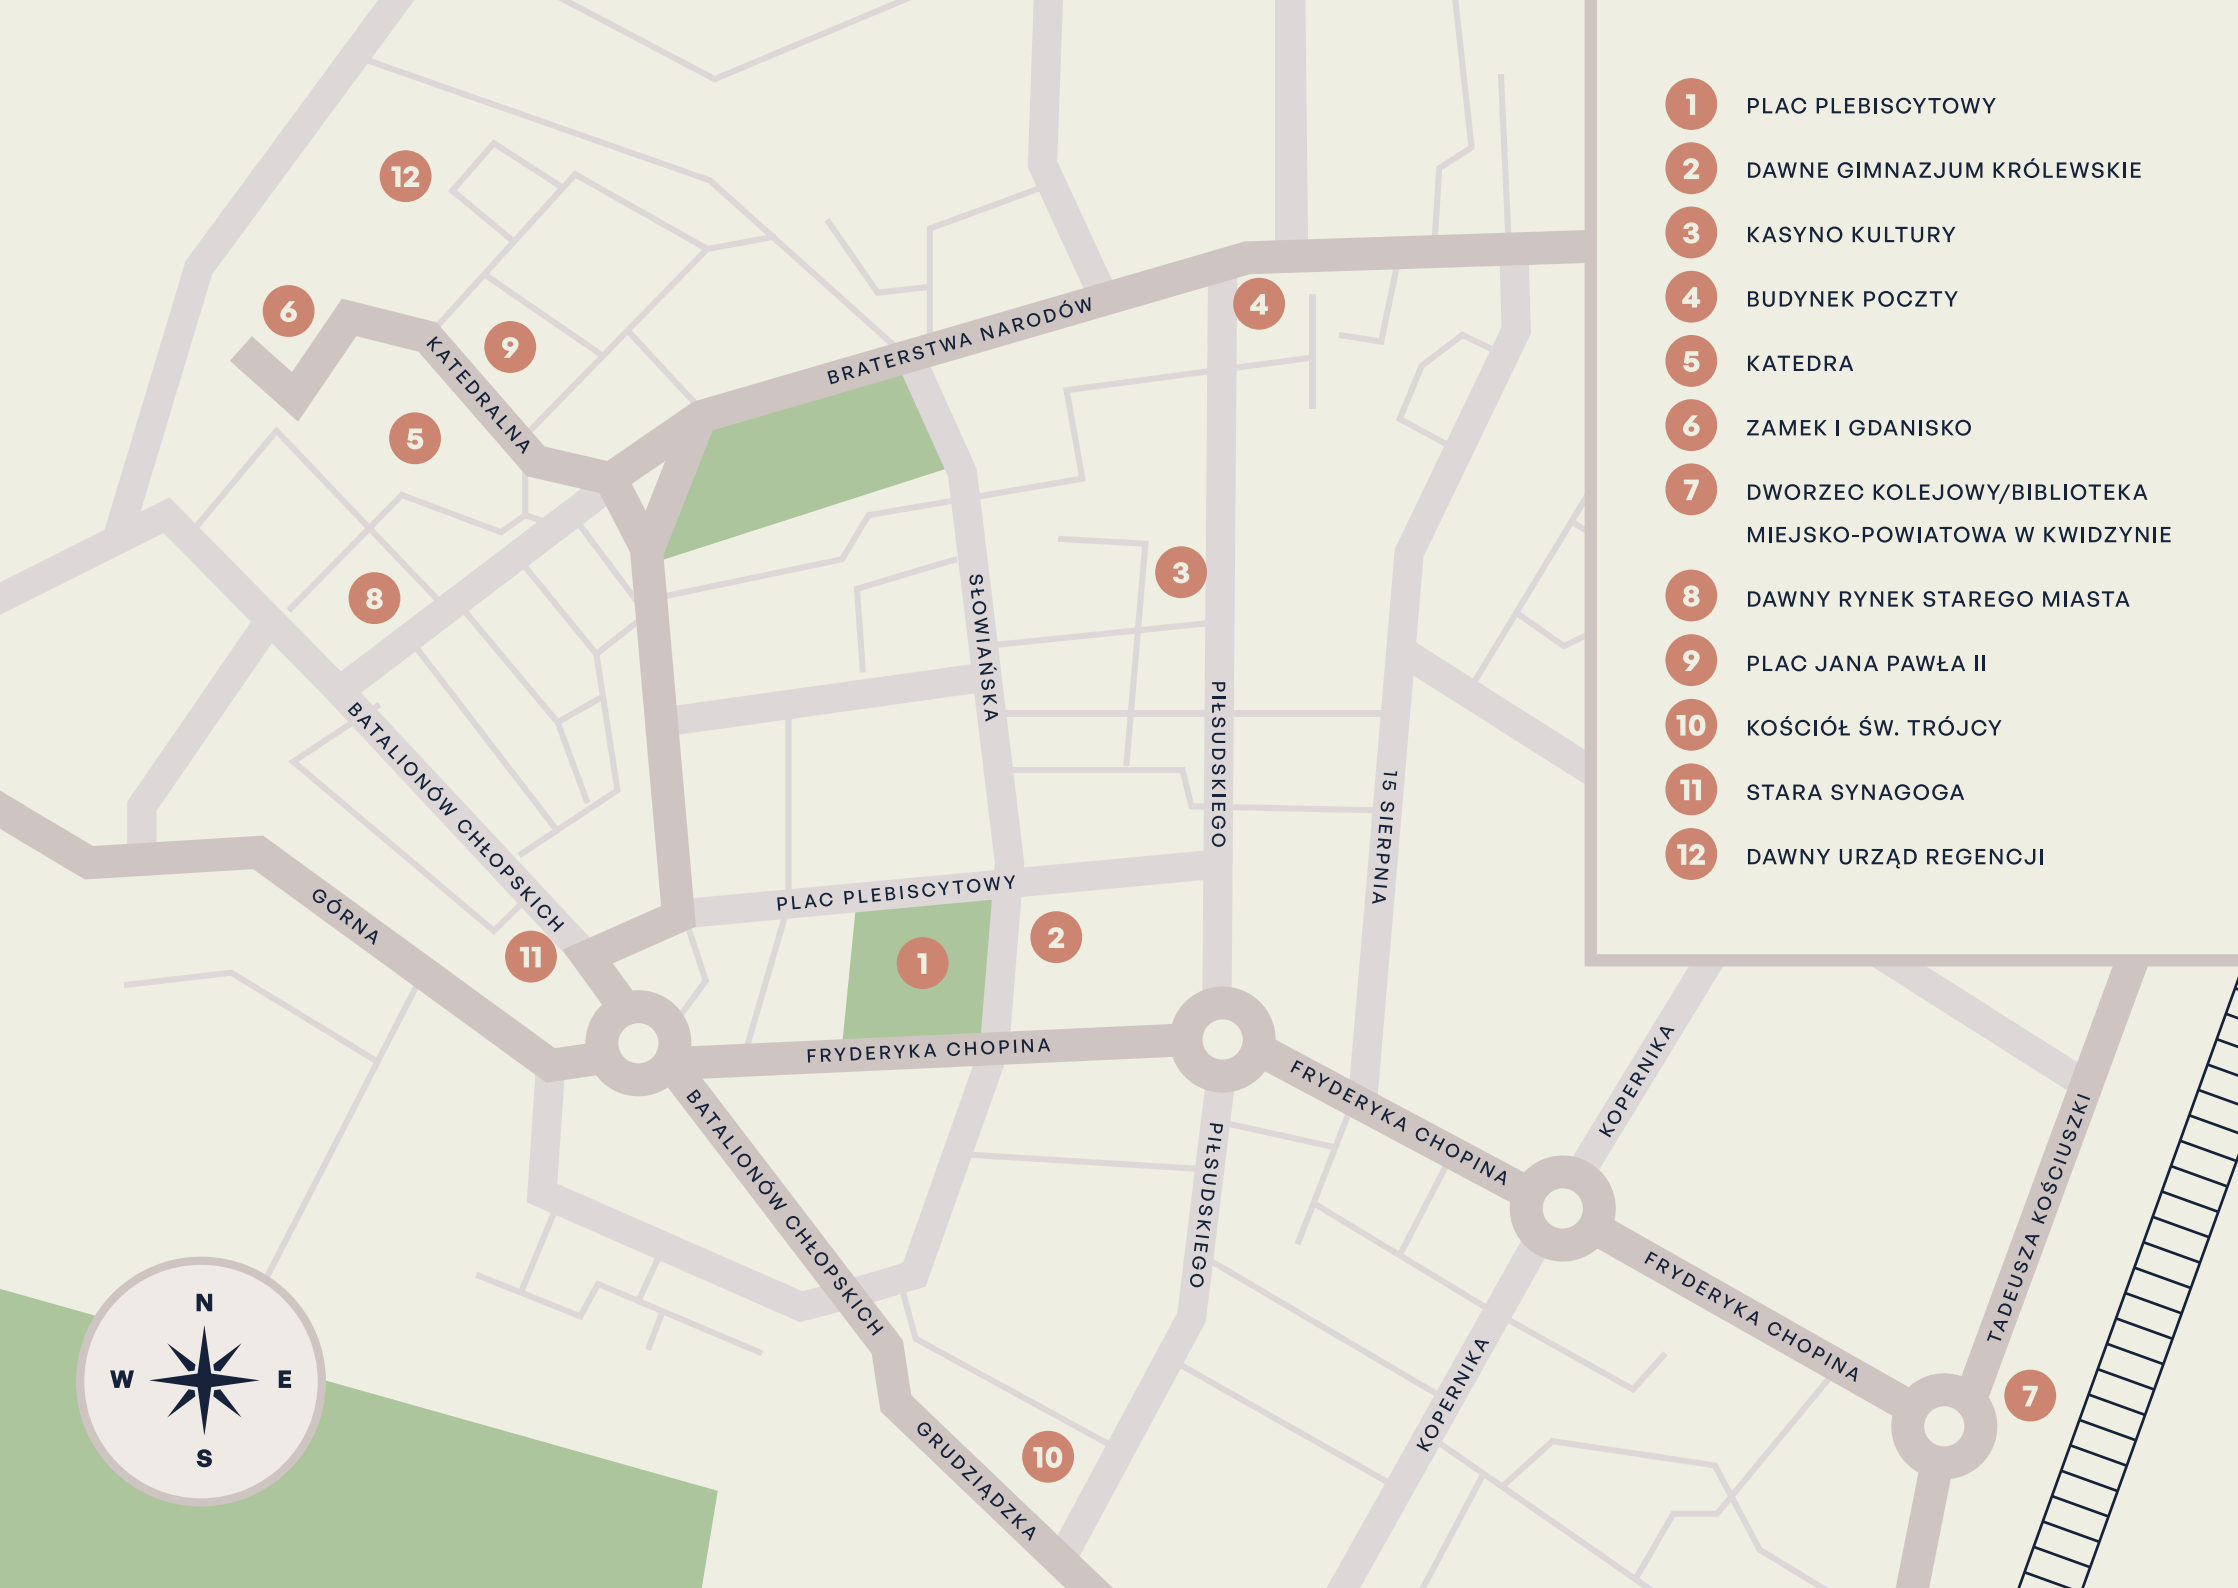 12
6
9
KATEDRALNA
5
8
BRATERSTWA NARODÓW
4
3
SŁOWIAŃSKA
PIŁSUDSKIEGO
15 SIERPNIA
BATALIONÓW CHŁOPSKICH
GÓRNA
11
PLAC PLEBISCYTOWY
1
2
FRYDERYKA CHOPINA
FRYDERYKA CHOPINA
FRYDERYKA CHOPINA
BATALIONÓW CHŁOPSKICH
PIŁSUDSKIEGO
KOPERNIKA
KOPERNIKA
TADEUSZA KOŚCIUSZKI
7
GRUDZIĄDZKA
10
N
W E
S
1 PLAC PLEBISCYTOWY
2 DAWNE GIMNAZJUM KRÓLEWSKIE
3 KASYNO KULTURY
4 BUDYNEK POCZTY
5 KATEDRA
6 ZAMEK I GDANISKO
7 DWORZEC KOLEJOWY/BIBLIOTEKA
MIEJSKO-POWIATOWA W KWIDZYNIE
8 DAWNY RYNEK STAREGO MIASTA
9 PLAC JANA PAWŁA II
10 KOŚCIÓŁ ŚW. TRÓJCY
11 STARA SYNAGOGA
12 DAWNY URZĄD REGENCJI